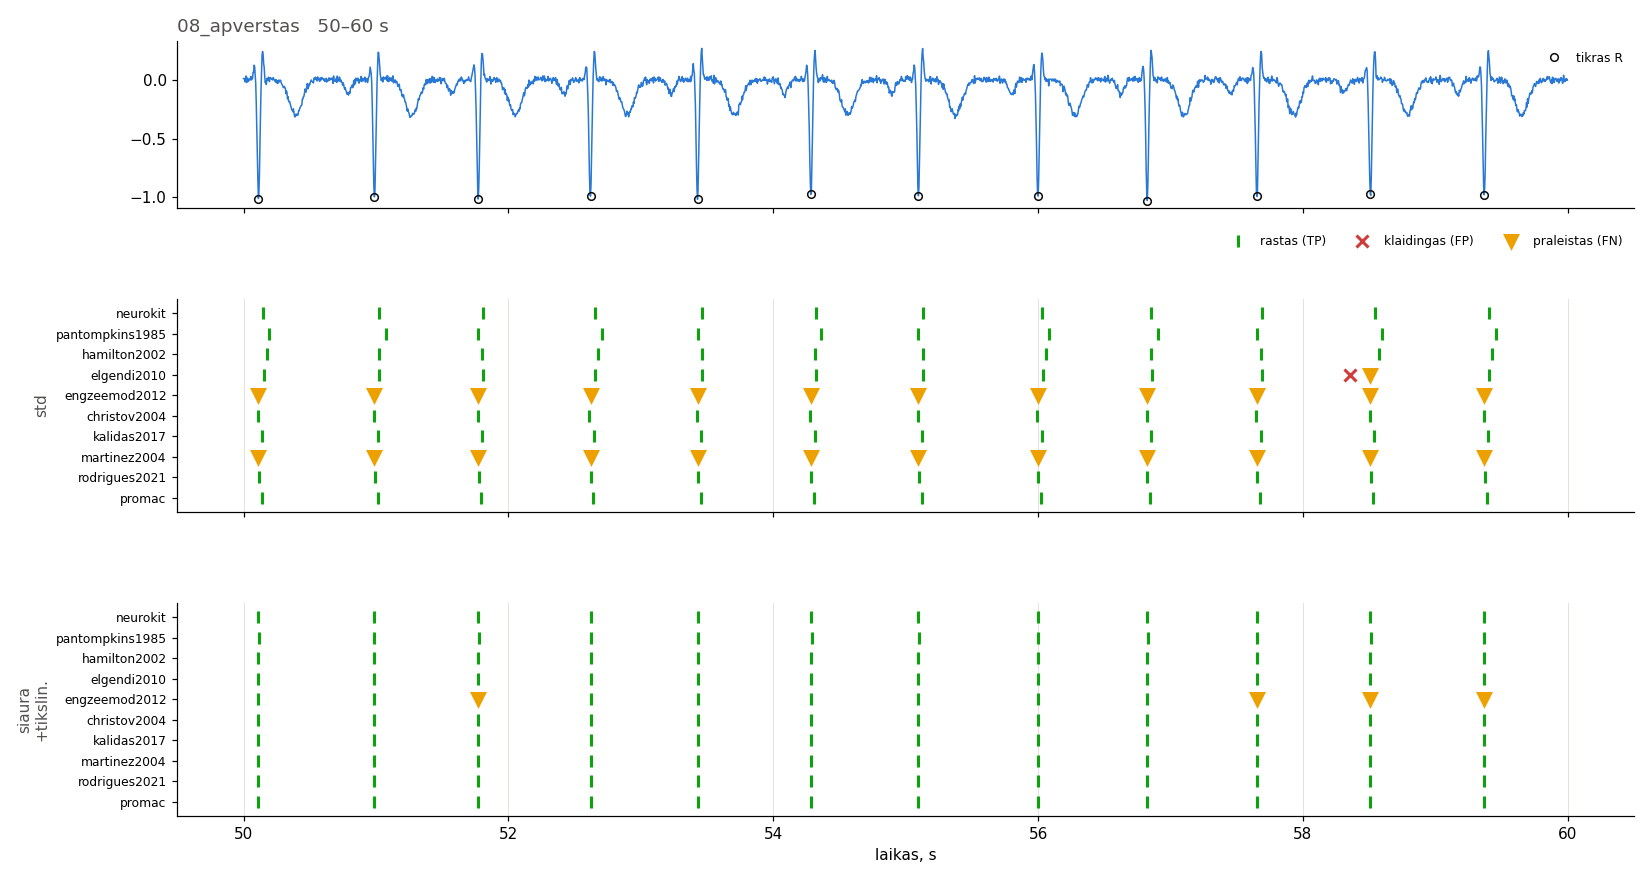 08_apverstas 50–60 s
tikras R
0.0
−0.5
−1.0
rastas (TP) klaidingas (FP) praleistas (FN)
std
neurokit
pantompkins1985
hamilton2002
elgendi2010
engzeemod2012
christov2004
kalidas2017
martinez2004
rodrigues2021
promac
siaura
+tikslin.
neurokit
pantompkins1985
hamilton2002
elgendi2010
engzeemod2012
christov2004
kalidas2017
martinez2004
rodrigues2021
promac
50 52 54 56 58 60
laikas, s